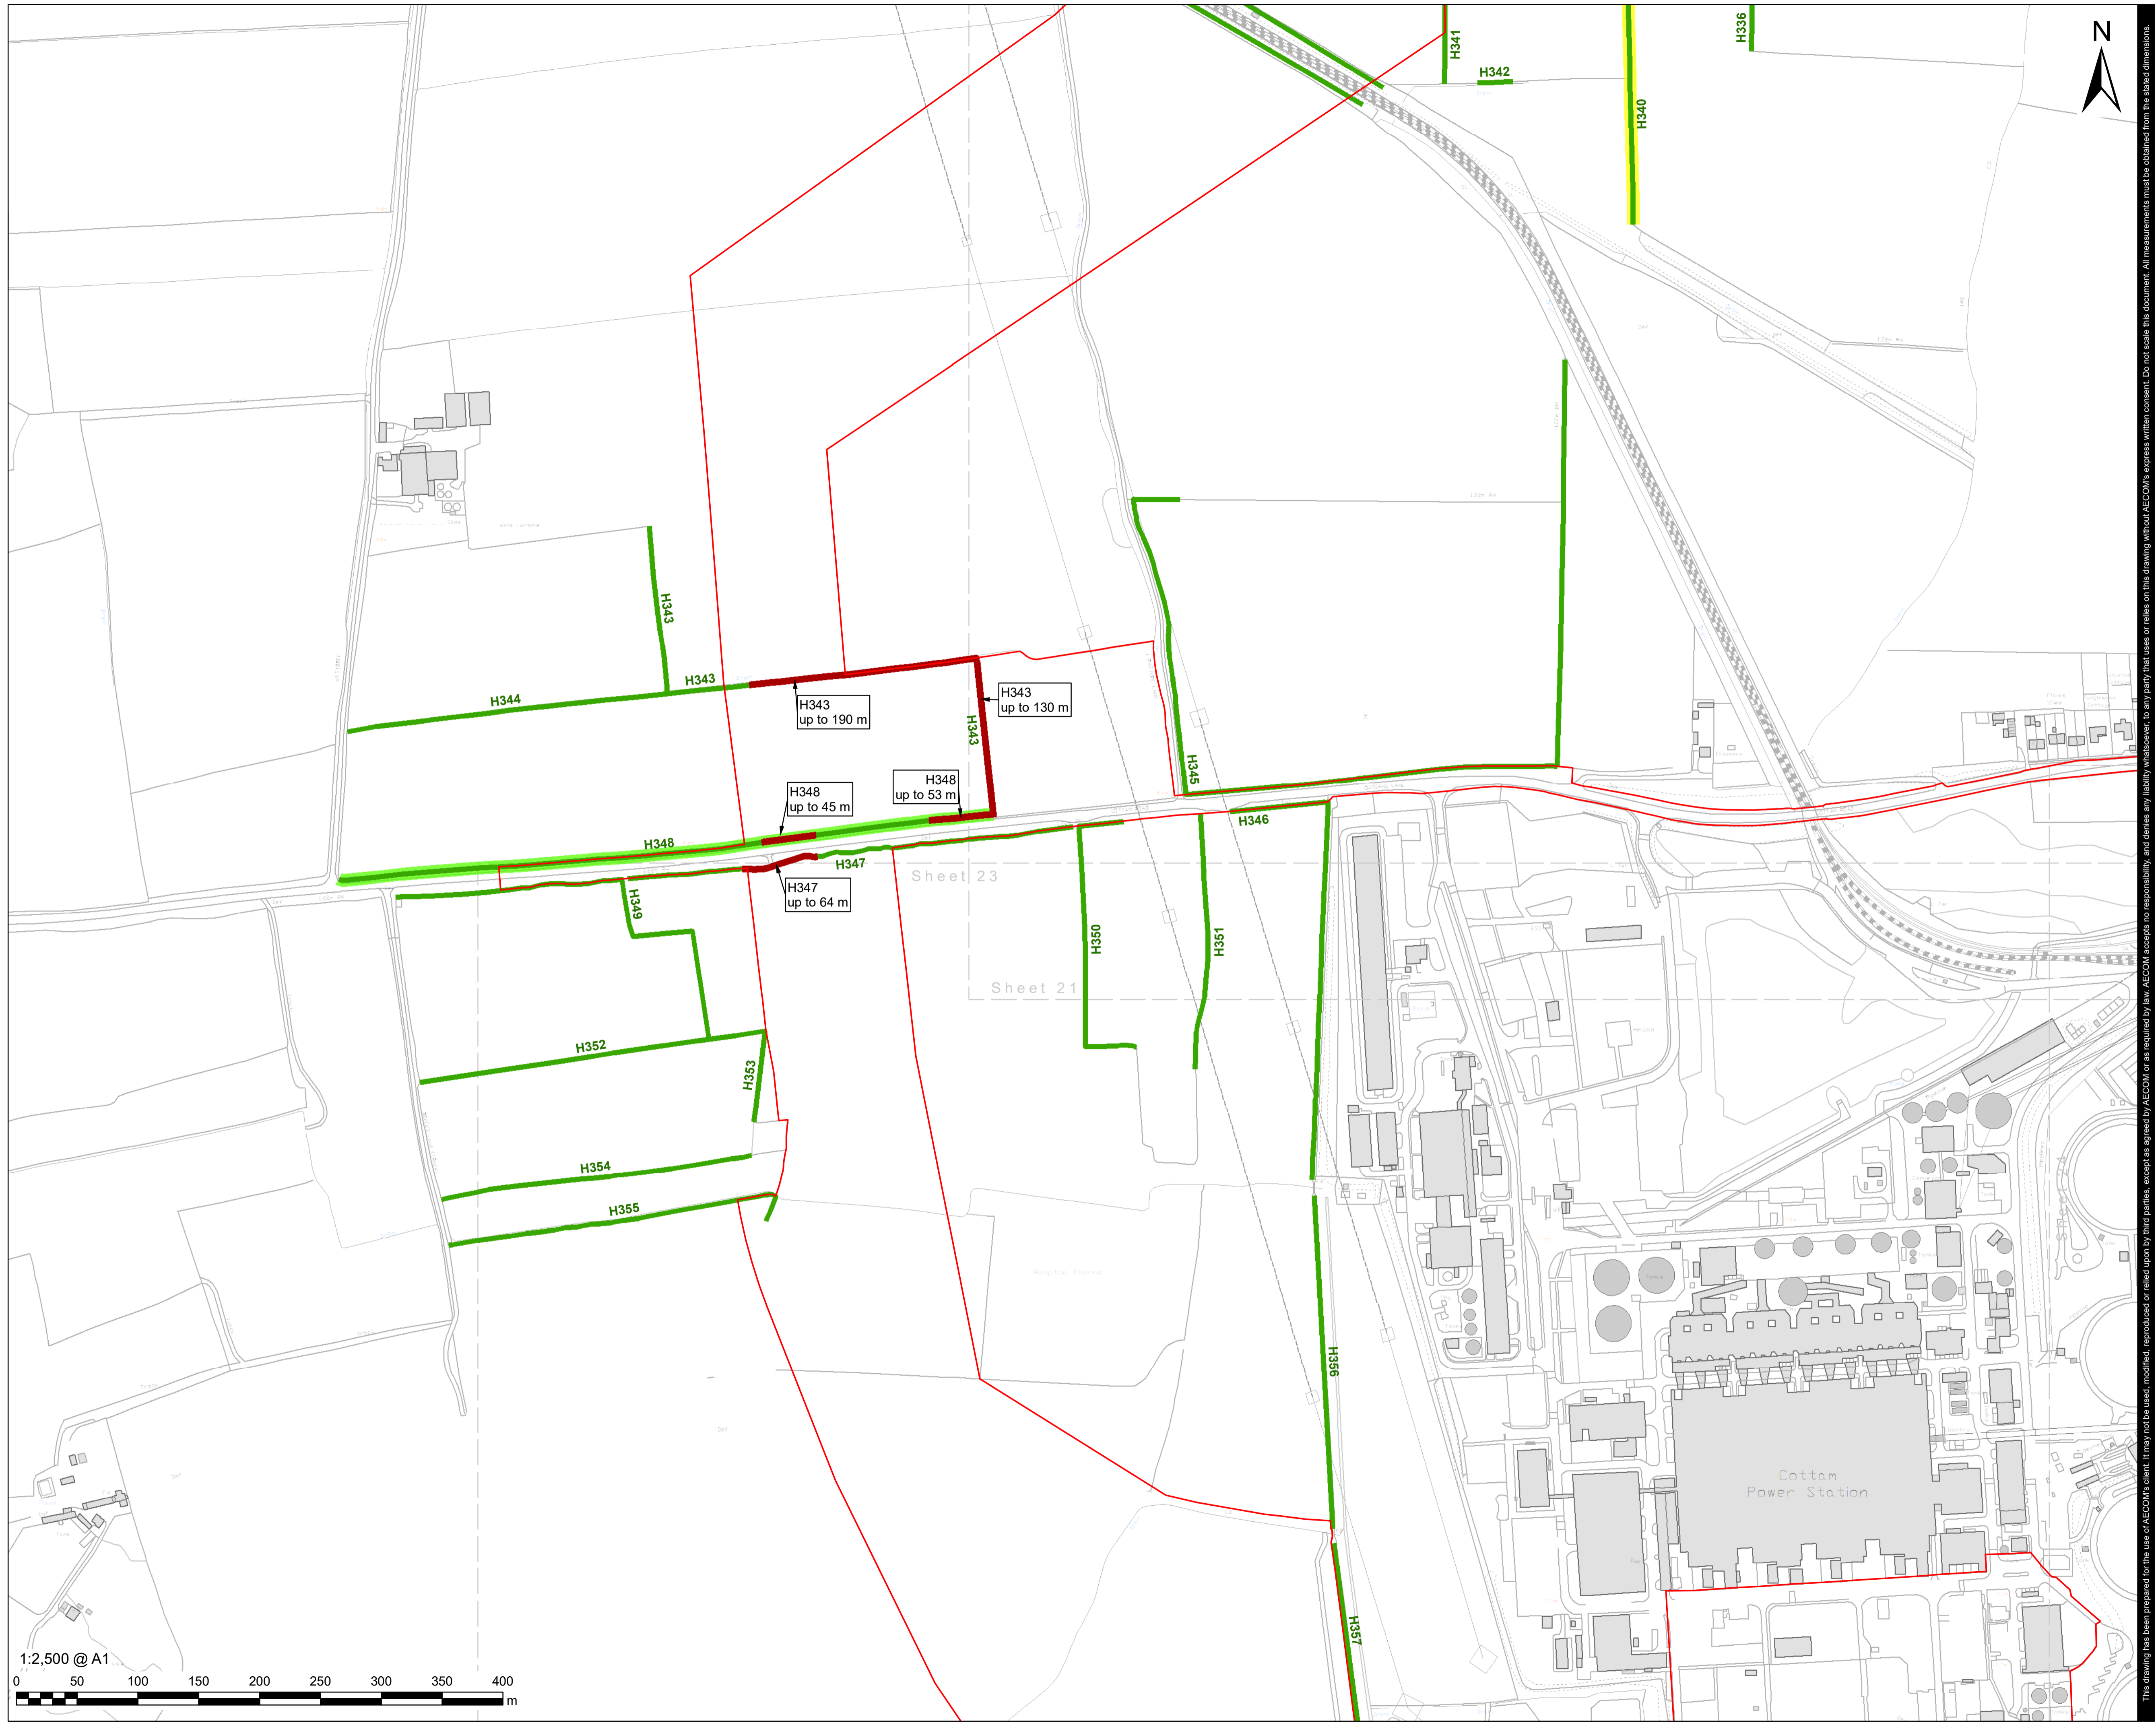 H341
H342
H336
N
H340
H343
H344
H343
H343
up to 190 m
H343
up to 130 m
H343
H348
up to 53 m
H348
up to 45 m
H345
H346
H348
H347
H347
up to 64 m
Sheet 23
H349
H350
H351
Sheet 21
H352
H353
H354
H355
H356
Cottam
Power Station
H357
1:2,500 @ A1
0 50 100 150 200 250 300 350 400
m
This drawing has been prepared for the use of AECOM's client. It may not be used, modified, reproduced or relied upon by third parties, except as agreed by AECOM or as required by law. AECOM accepts no responsibility, and denies any liability whatsoever, to any party that uses or relies on this drawing without AECOM's express written consent. Do not scale this document. All measurements must be obtained from the stated dimensions.